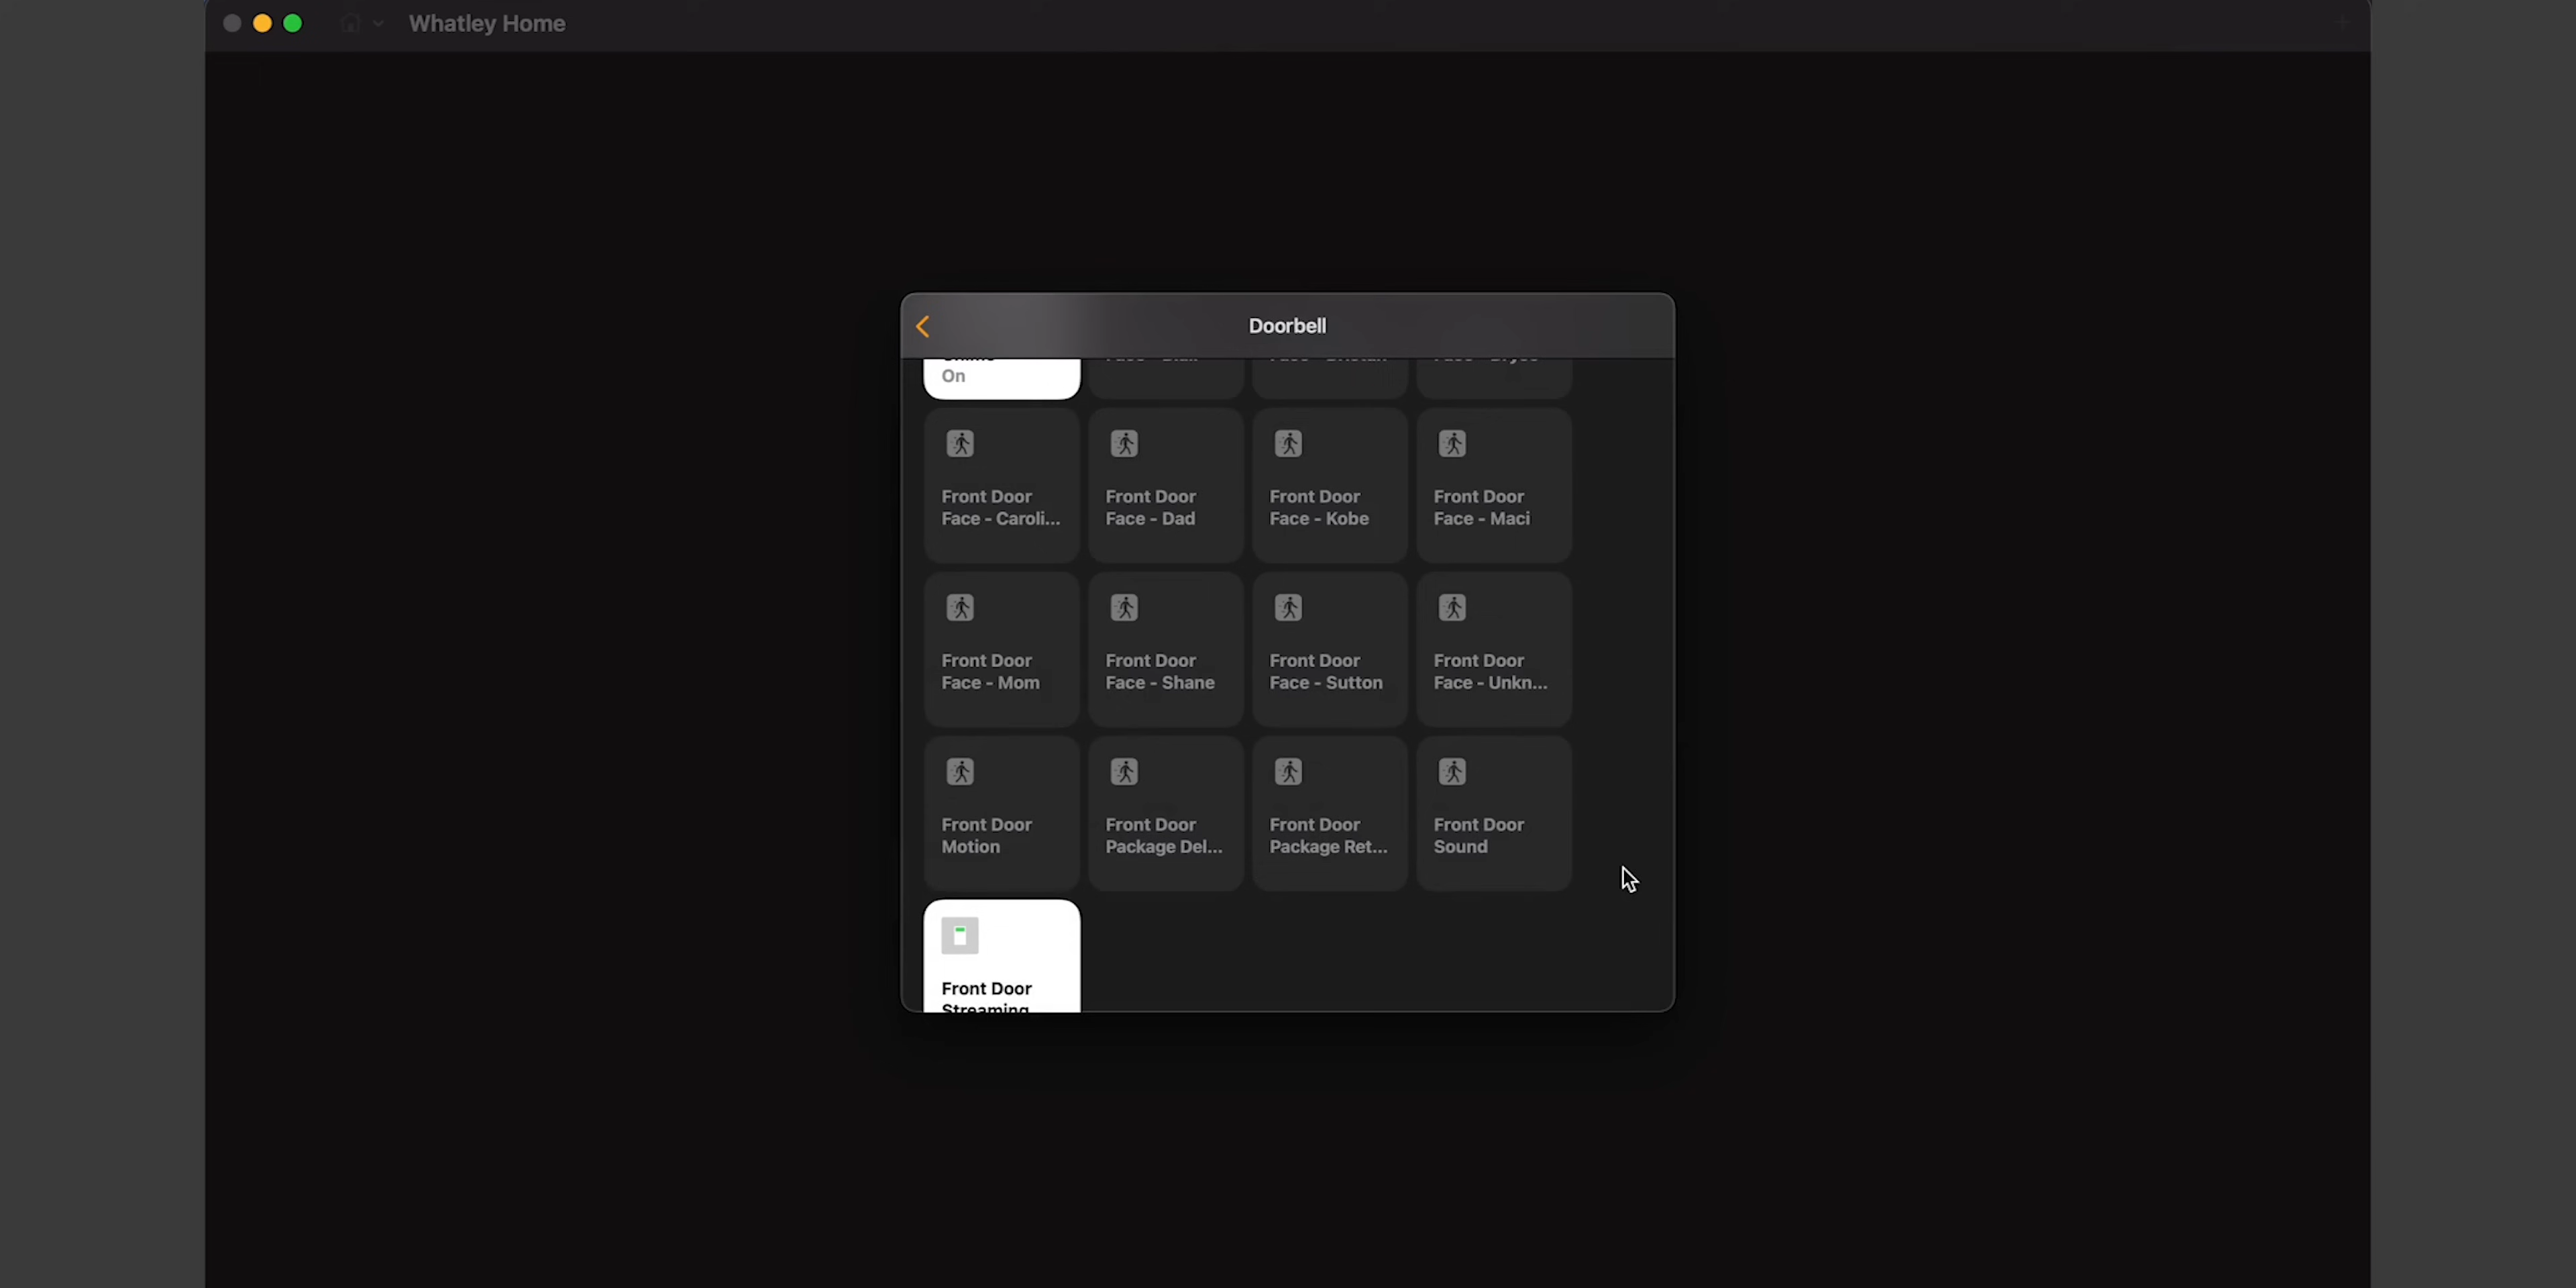 Whatley Home
Doorbell
On
Front Door
Face - Caroli...
Front Door
Face - Dad
Front Door
Face - Kobe
Front Door
Face - Maci
Front Door
Face - Mom
Front Door
Face - Shane
Front Door
Face - Sutton
Front Door
Face - Unkn...
Front Door
Motion
Front Door
Package Del...
Front Door
Package Ret...
Front Door
Sound
Front Door
Streaming